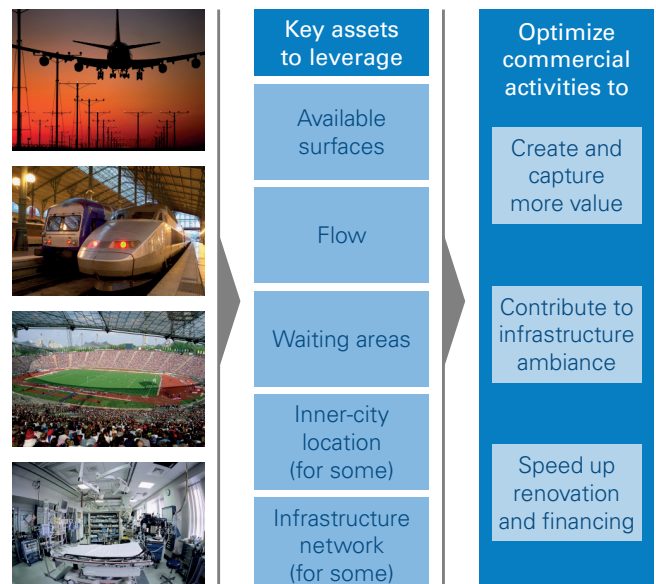 Key assets
to leverage
Available
surfaces
Flow
Waiting areas
Inner-city
location
(for some)
Infrastructure
network
(for some)
Optimize
commercial
activities to
Create and
capture
more value
Contribute to
infrastructure
ambiance
Speed up
renovation
and financing